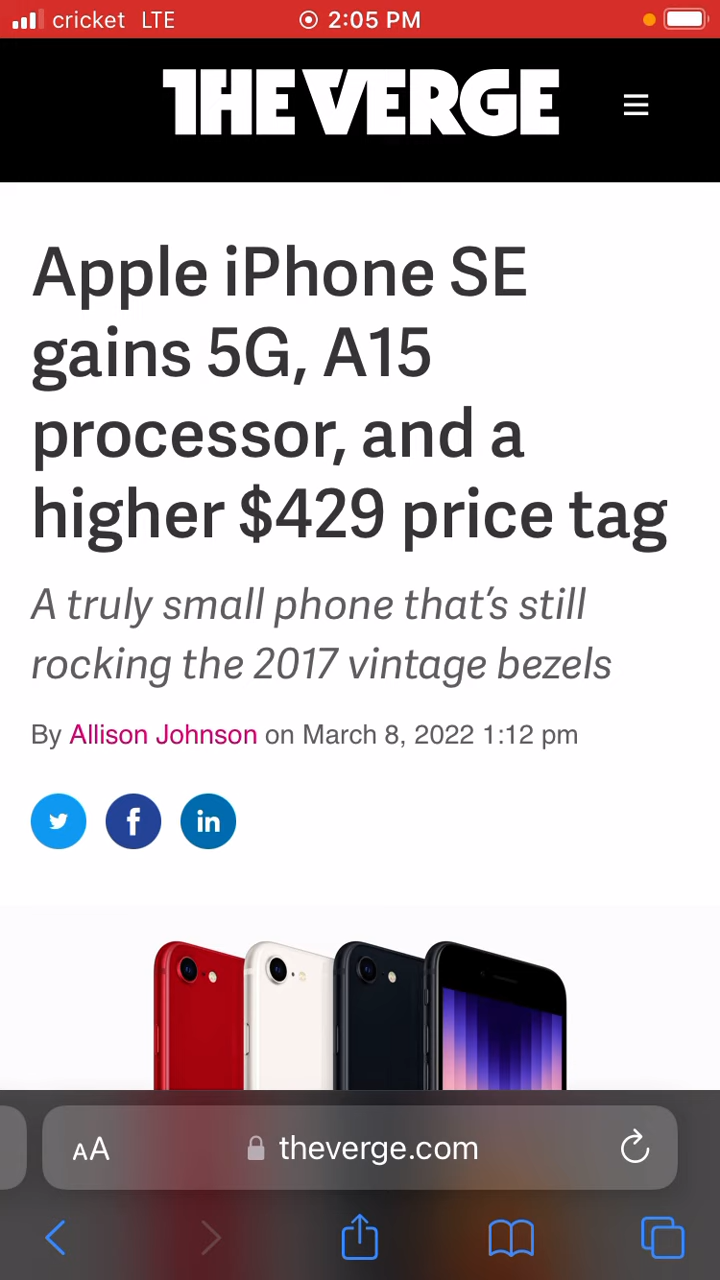 cricket LTE 2:05 PM
THE VERGE
Apple iPhone SE
gains 5G, A15
processor, and a
higher $429 price tag
A truly small phone that's still
rocking the 2017 vintage bezels
By Allison Johnson on March 8, 2022 1:12 pm
f in
AA theverge.com